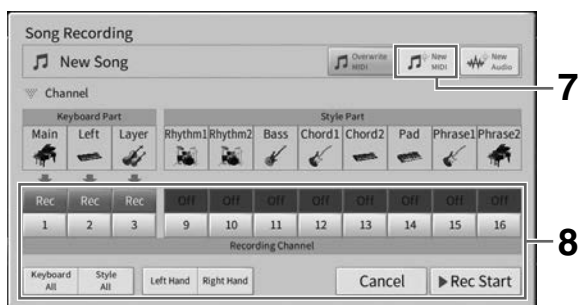 Song Recording
New Song
Overwrite MIDI
New MIDI
New Audio
7
Channel
Keyboard Part
Style Part
Main Left Layer Rhythm1 Rhythm2 Bass Chord1 Chord2 Pad Phrase1 Phrase2
Rec Rec Rec Off Off Off Off Off Off Off Off
1 2 3 9 10 11 12 13 14 15 16
Recording Channel
8
Keyboard All
Style All
Left Hand Right Hand Cancel Rec Start